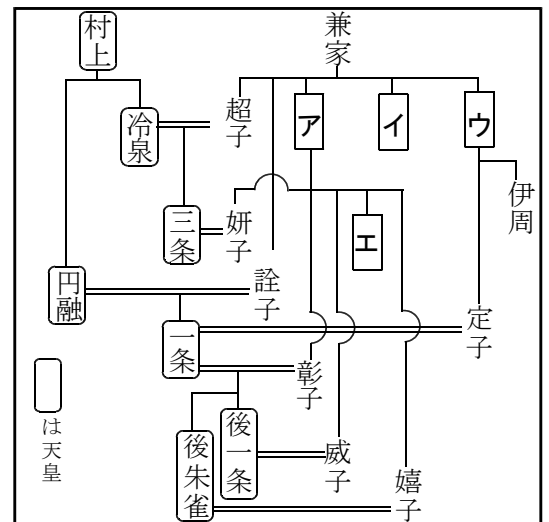 村上
兼家
冷泉
超子
ア
イ
ウ
伊周
三条
妍子
エ
円融
詮子
定子
一条
彰子
は天皇
後一条
後朱雀
威子
嬉子